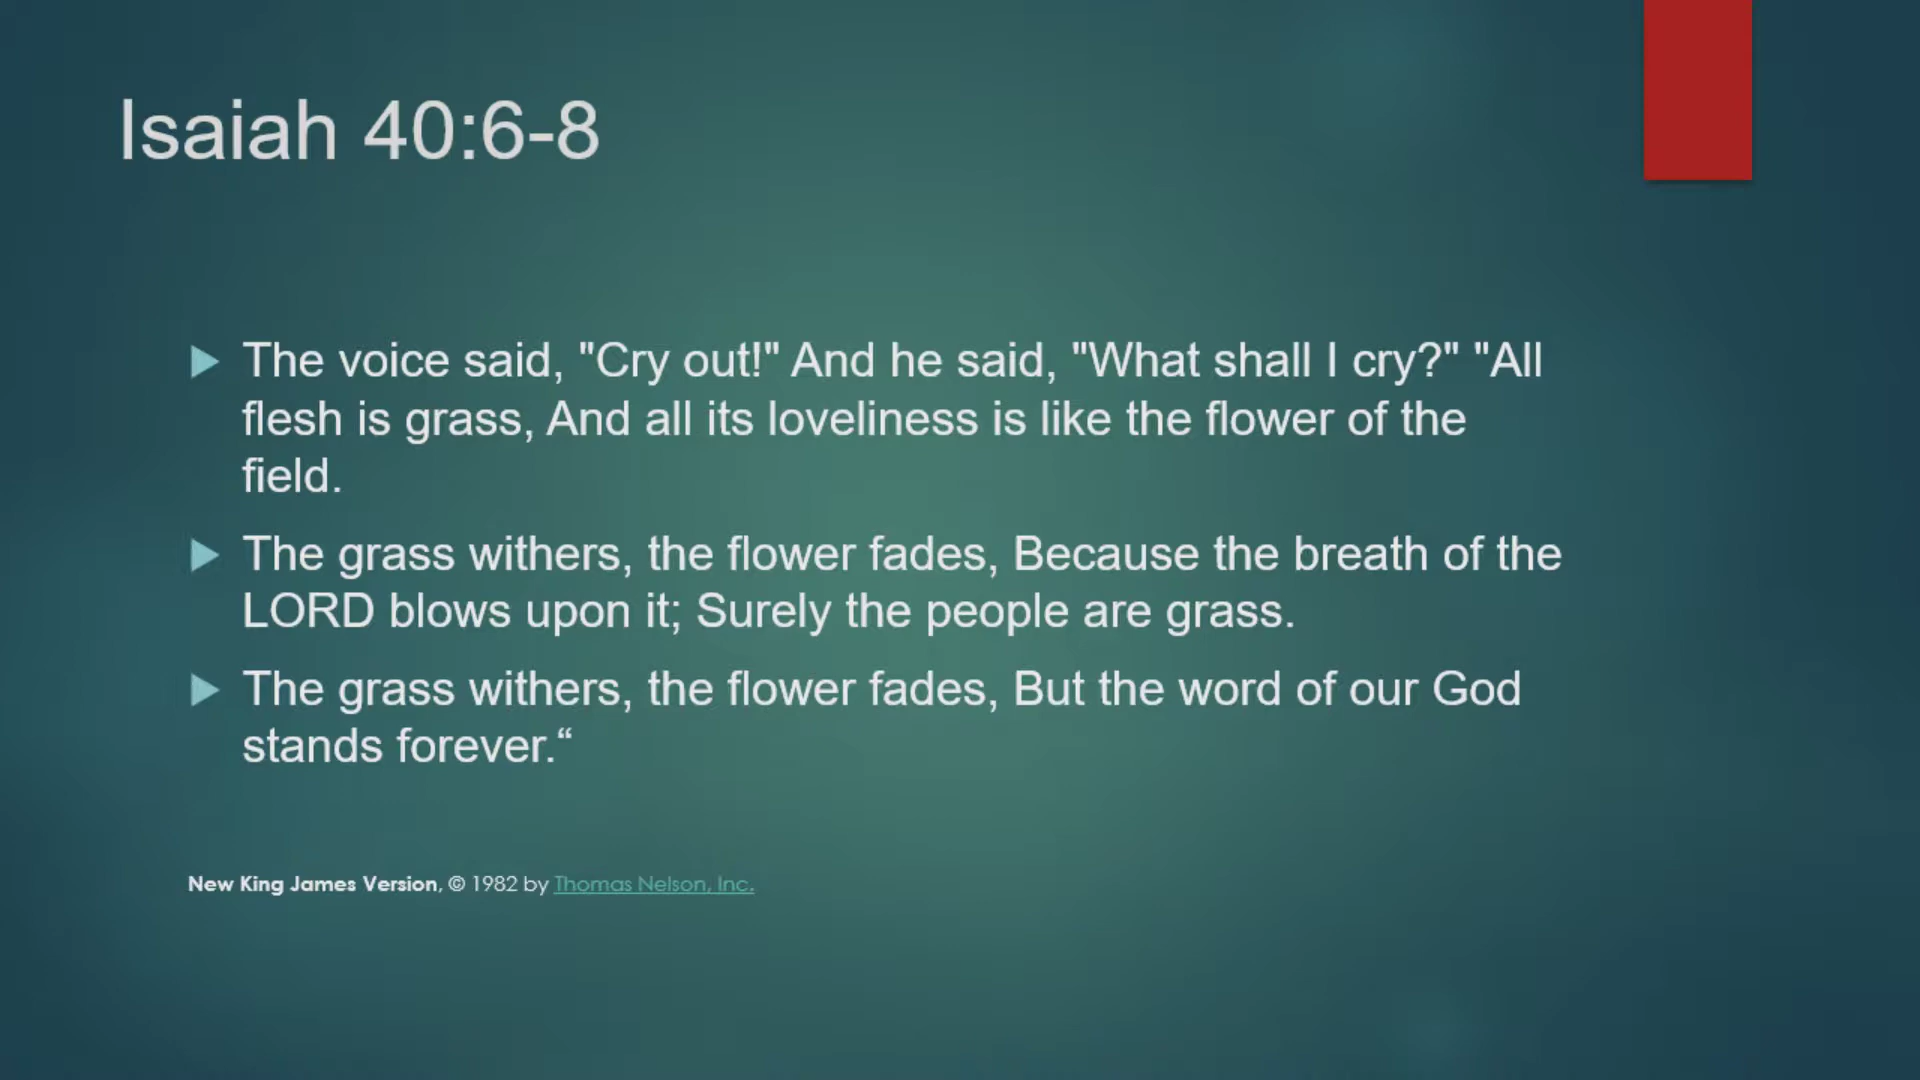 Isaiah 40:6-8
The voice said, "Cry out!" And he said, "What shall I cry?" "All
flesh is grass, And all its loveliness is like the flower of the
field.
The grass withers, the flower fades, Because the breath of the
LORD blows upon it; Surely the people are grass.
The grass withers, the flower fades, But the word of our God
stands forever.“
New King James Version, © 1982 by Thomas Nelson, Inc.